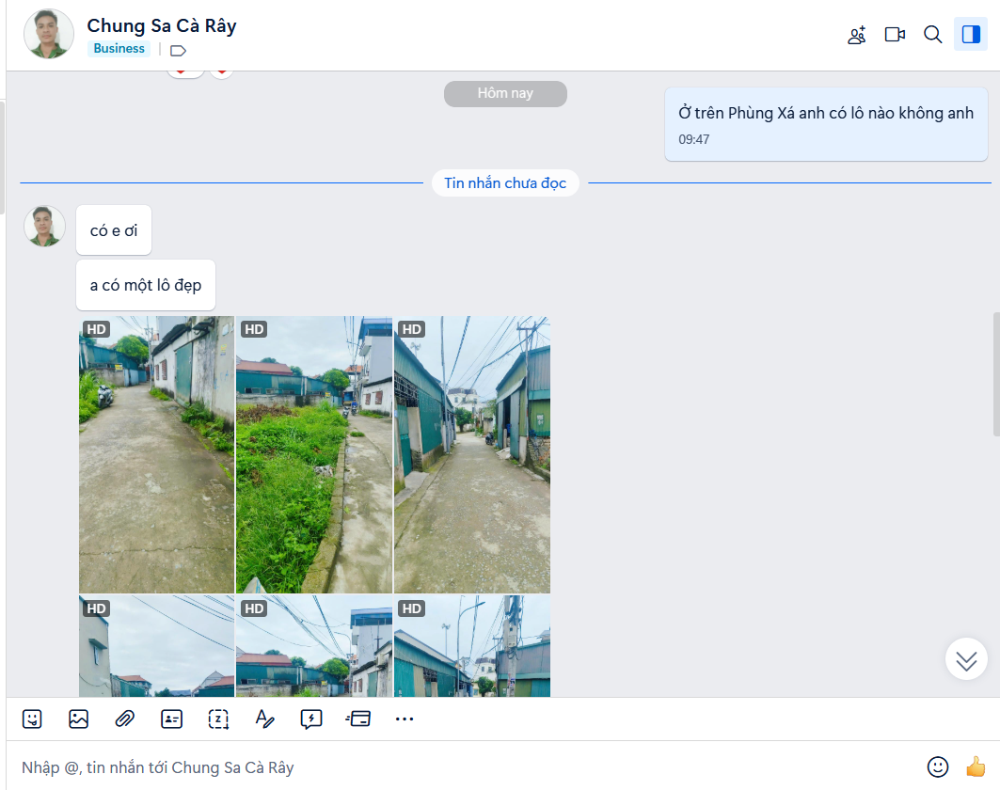 Chung Sa Cà Rây
Business
Hôm nay
Ở trên Phùng Xá anh có lô nào không anh
09:47
Tin nhắn chưa đọc
có e ơi
a có một lô đẹp
HD
HD
HD
HD
HD
HD
Nhập @, tin nhắn tới Chung Sa Cà Rây